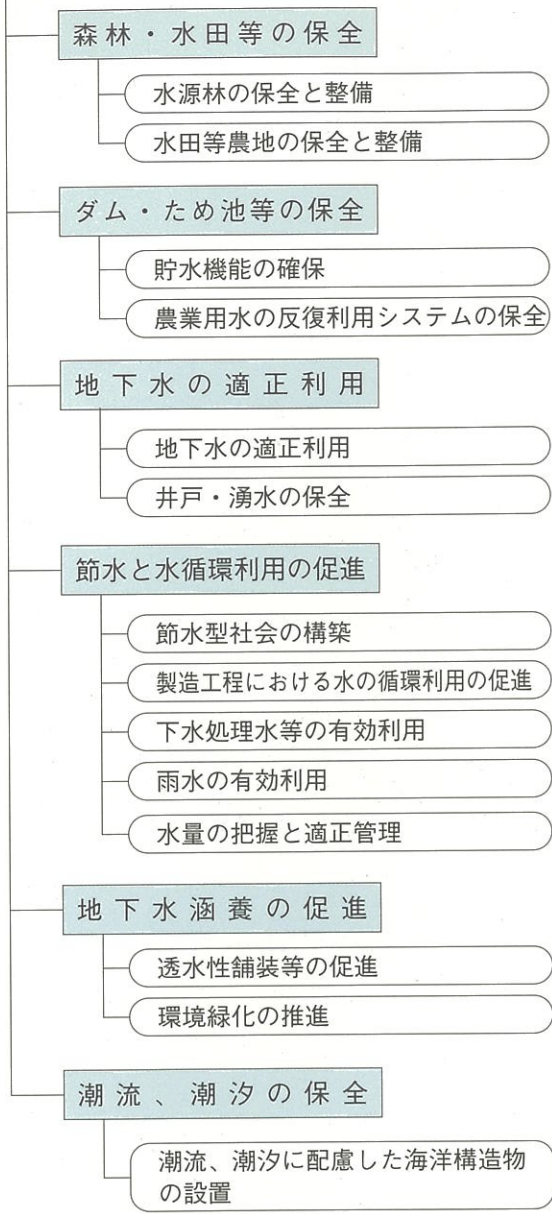 森林・水田等の保全
水源林の保全と整備
水田等農地の保全と整備
ダム・ため池等の保全
貯水機能の確保
農業用水の反復利用システムの保全
地下水の適正利用
地下水の適正利用
井戸・湧水の保全
節水と水循環利用の促進
節水型社会の構築
製造工程における水の循環利用の促進
下水処理水等の有効利用
雨水の有効利用
水量の把握と適正管理
地下水涵養の促進
透水性舗装等の促進
環境緑化の推進
潮流、潮汐の保全
潮流、潮汐に配慮した海洋構造物
の設置